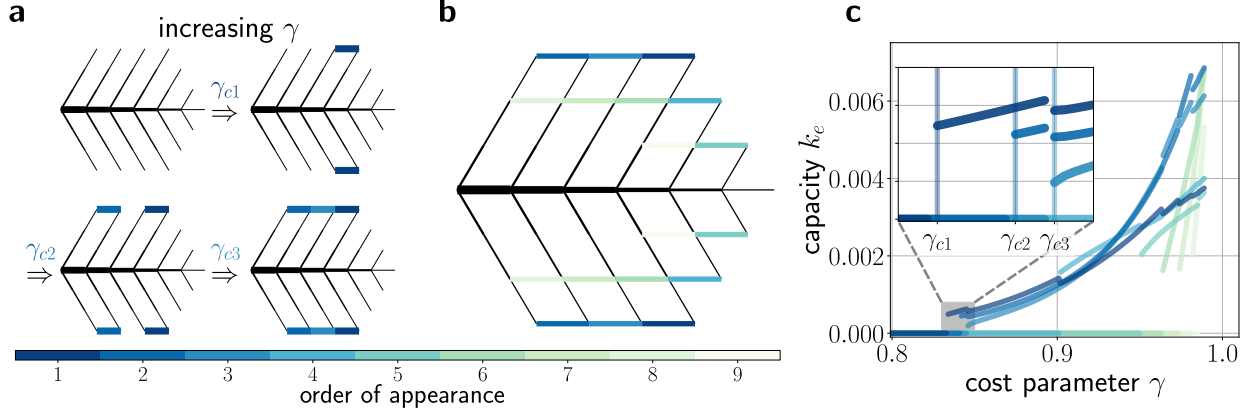 a
increasing γ
γc1
⇒
γc2
⇒
γc3
⇒
b
1 2 3 4 5 6 7 8 9
order of appearance
c
capacity ke
0.006
0.004
0.002
0.000
γc1 γc2 γc3
0.8 0.9 1.0
cost parameter γ